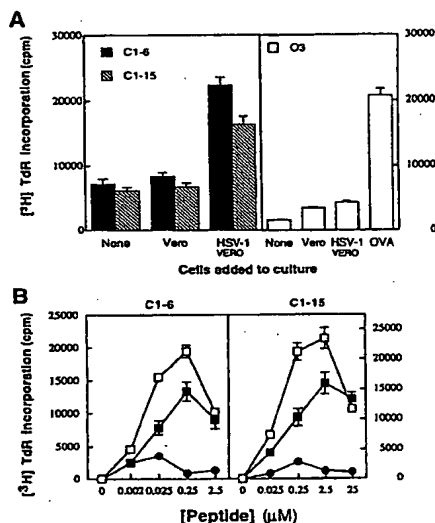 A
30000
20000
10000
0
[³H] TdR Incorporation (cpm)
C1-6
C1-15
O3
30000
20000
10000
0
None
Vero
HSV-1
VERO
None
Vero
HSV-1
VERO
OVA
Cells added to culture
B
C1-6
C1-15
25000
20000
15000
10000
5000
0
[³H] TdR Incorporation (cpm)
25000
20000
15000
10000
5000
0
0
0.002
0.025
0.25
2.5
0
0.025
0.25
2.5
25
[Peptide] (μM)